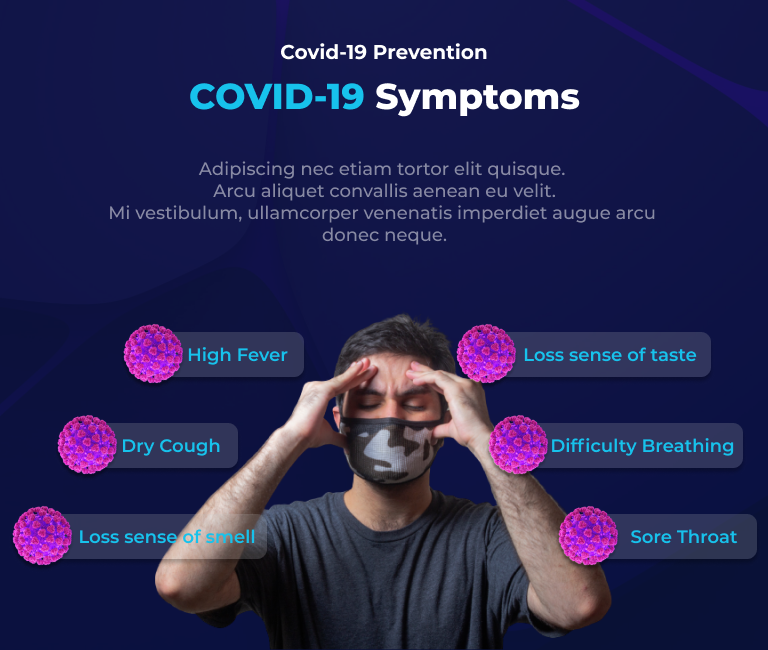 Covid-19 Prevention
COVID-19 Symptoms
Adipiscing nec etiam tortor elit quisque.
Arcu aliquet convallis aenean eu velit.
Mi vestibulum, ullamcorper venenatis imperdiet augue arcu
donec neque.
High Fever
Loss sense of taste
Dry Cough
Difficulty Breathing
Loss sense of smell
Sore Throat